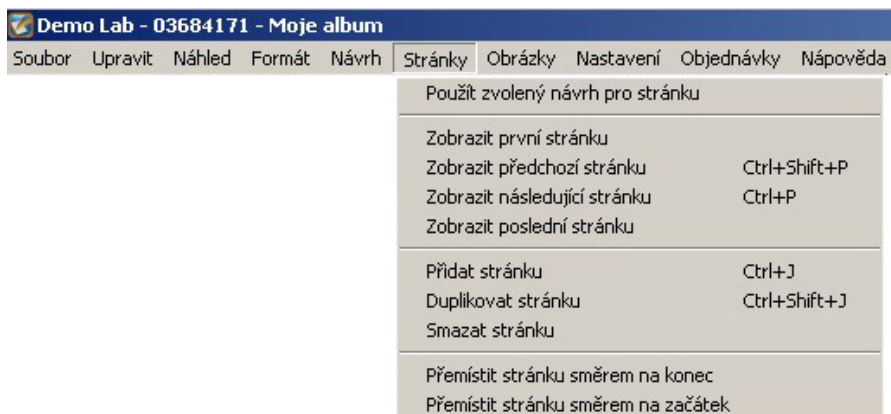 Demo Lab - 03684171 - Moje album
Soubor Upravit Náhled Formát Návrh Stránky Obrázky Nastavení Objednávky Nápověda
Použít zvolený návrh pro stránku
Zobrazit první stránku
Zobrazit předchozí stránku Ctrl+Shift+P
Zobrazit následující stránku Ctrl+P
Zobrazit poslední stránku
Přidat stránku Ctrl+J
Duplikovat stránku Ctrl+Shift+J
Smazat stránku
Přemístit stránku směrem na konec
Přemístit stránku směrem na začátek